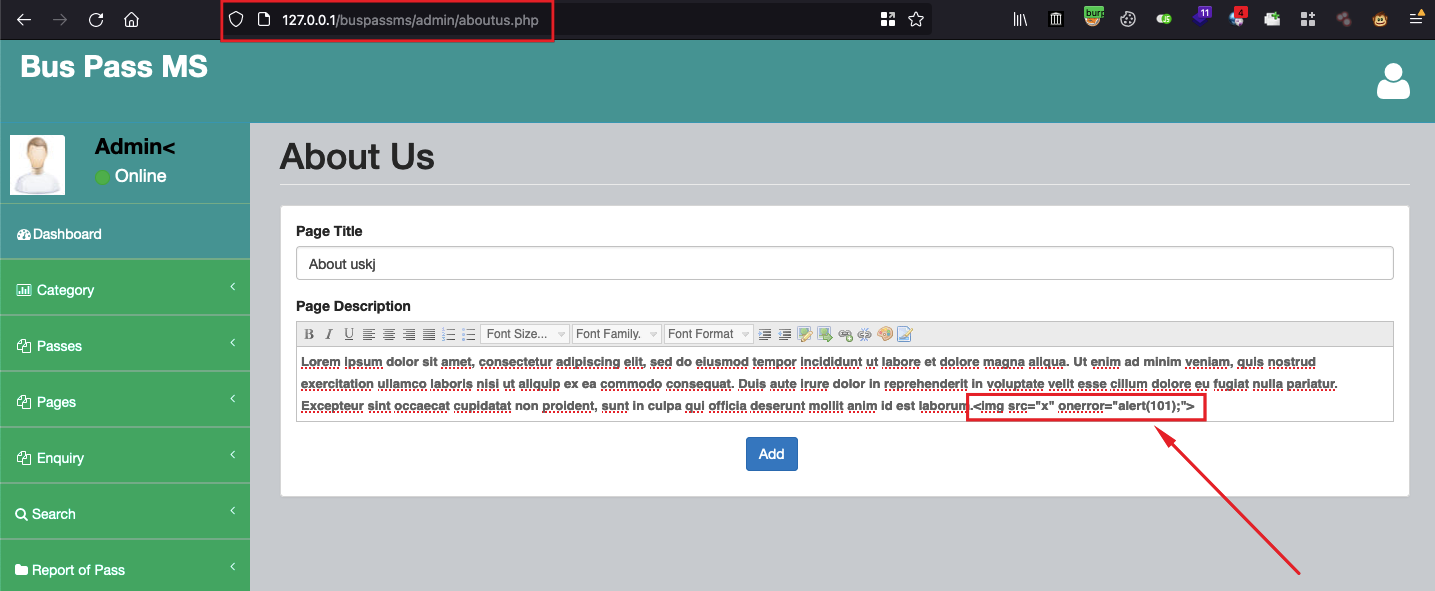 127.0.0.1/buspassms/admin/aboutus.php
burp
11
4
Bus Pass MS
Admin<
Online
Dashboard
Category
Passes
Pages
Enquiry
Search
Report of Pass
About Us
Page Title
About uskj
Page Description
B I U Font Size... Font Family. Font Format
Lorem ipsum dolor sit amet, consectetur adipiscing elit, sed do eiusmod tempor incididunt ut labore et dolore magna aliqua. Ut enim ad minim veniam, quis nostrud
exercitation ullamco laboris nisi ut aliquip ex ea commodo consequat. Duis aute irure dolor in reprehenderit in voluptate velit esse cillum dolore eu fugiat nulla pariatur.
Excepteur sint occaecat cupidatat non proident, sunt in culpa qui officia deserunt mollit anim id est laborum.<img src="x" onerror="alert(101);">
Add